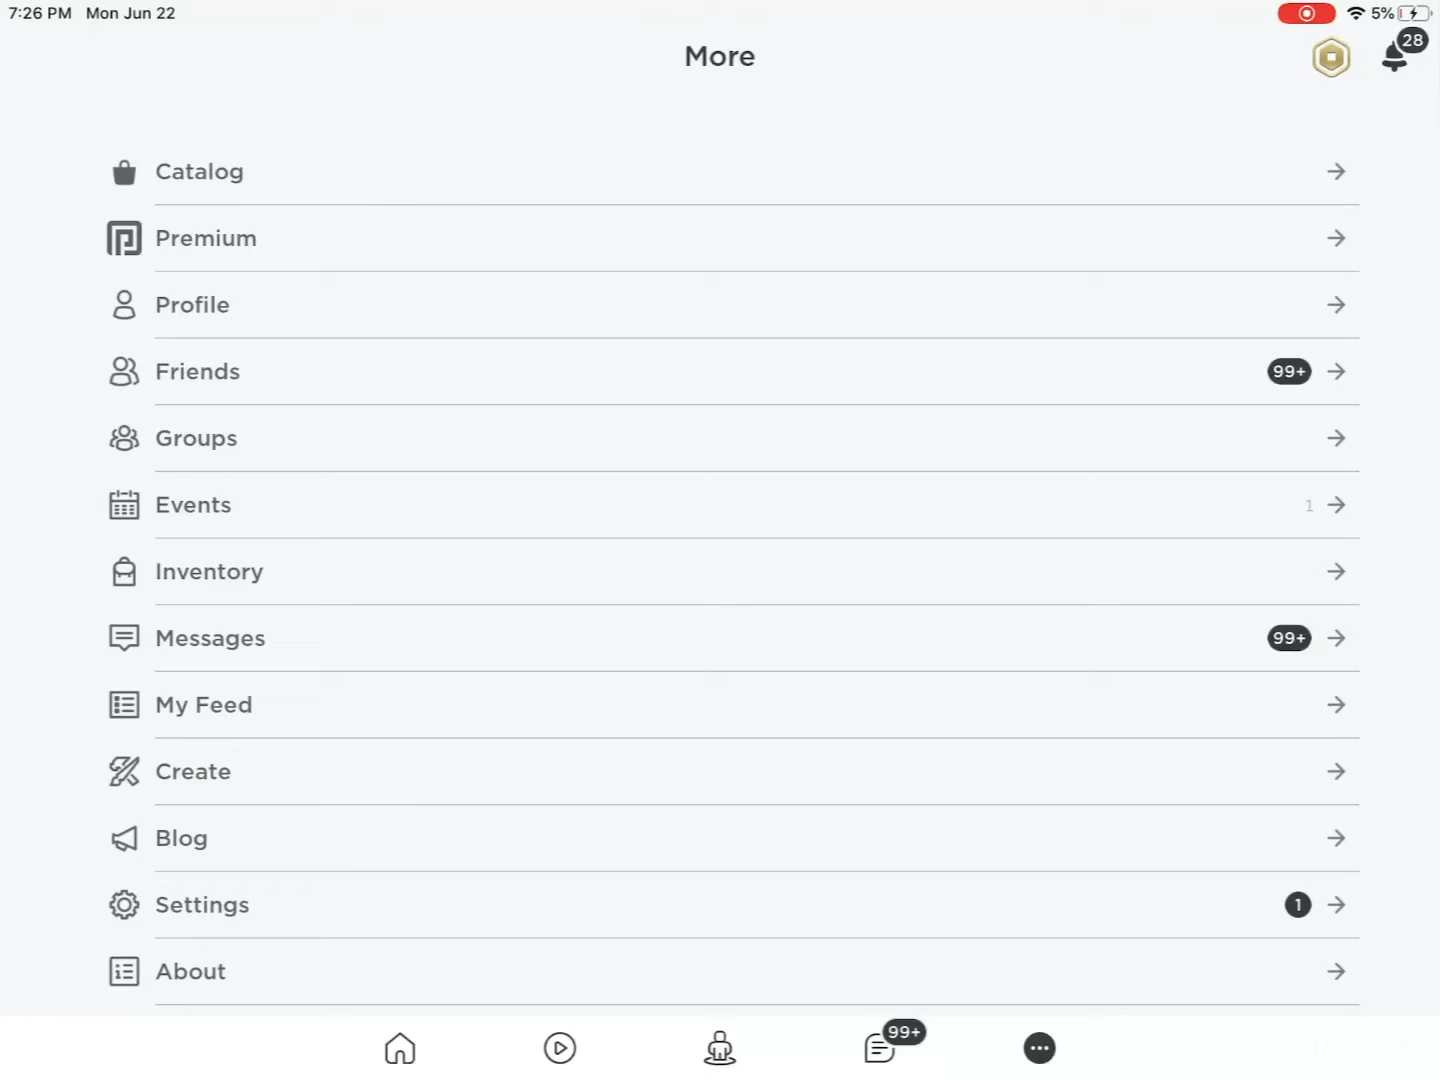 7:26 PM Mon Jun 22
5%
28
More
Catalog
Premium
Profile
Friends 99+
Groups
Events 1
Inventory
Messages 99+
My Feed
Create
Blog
Settings 1
About
99+